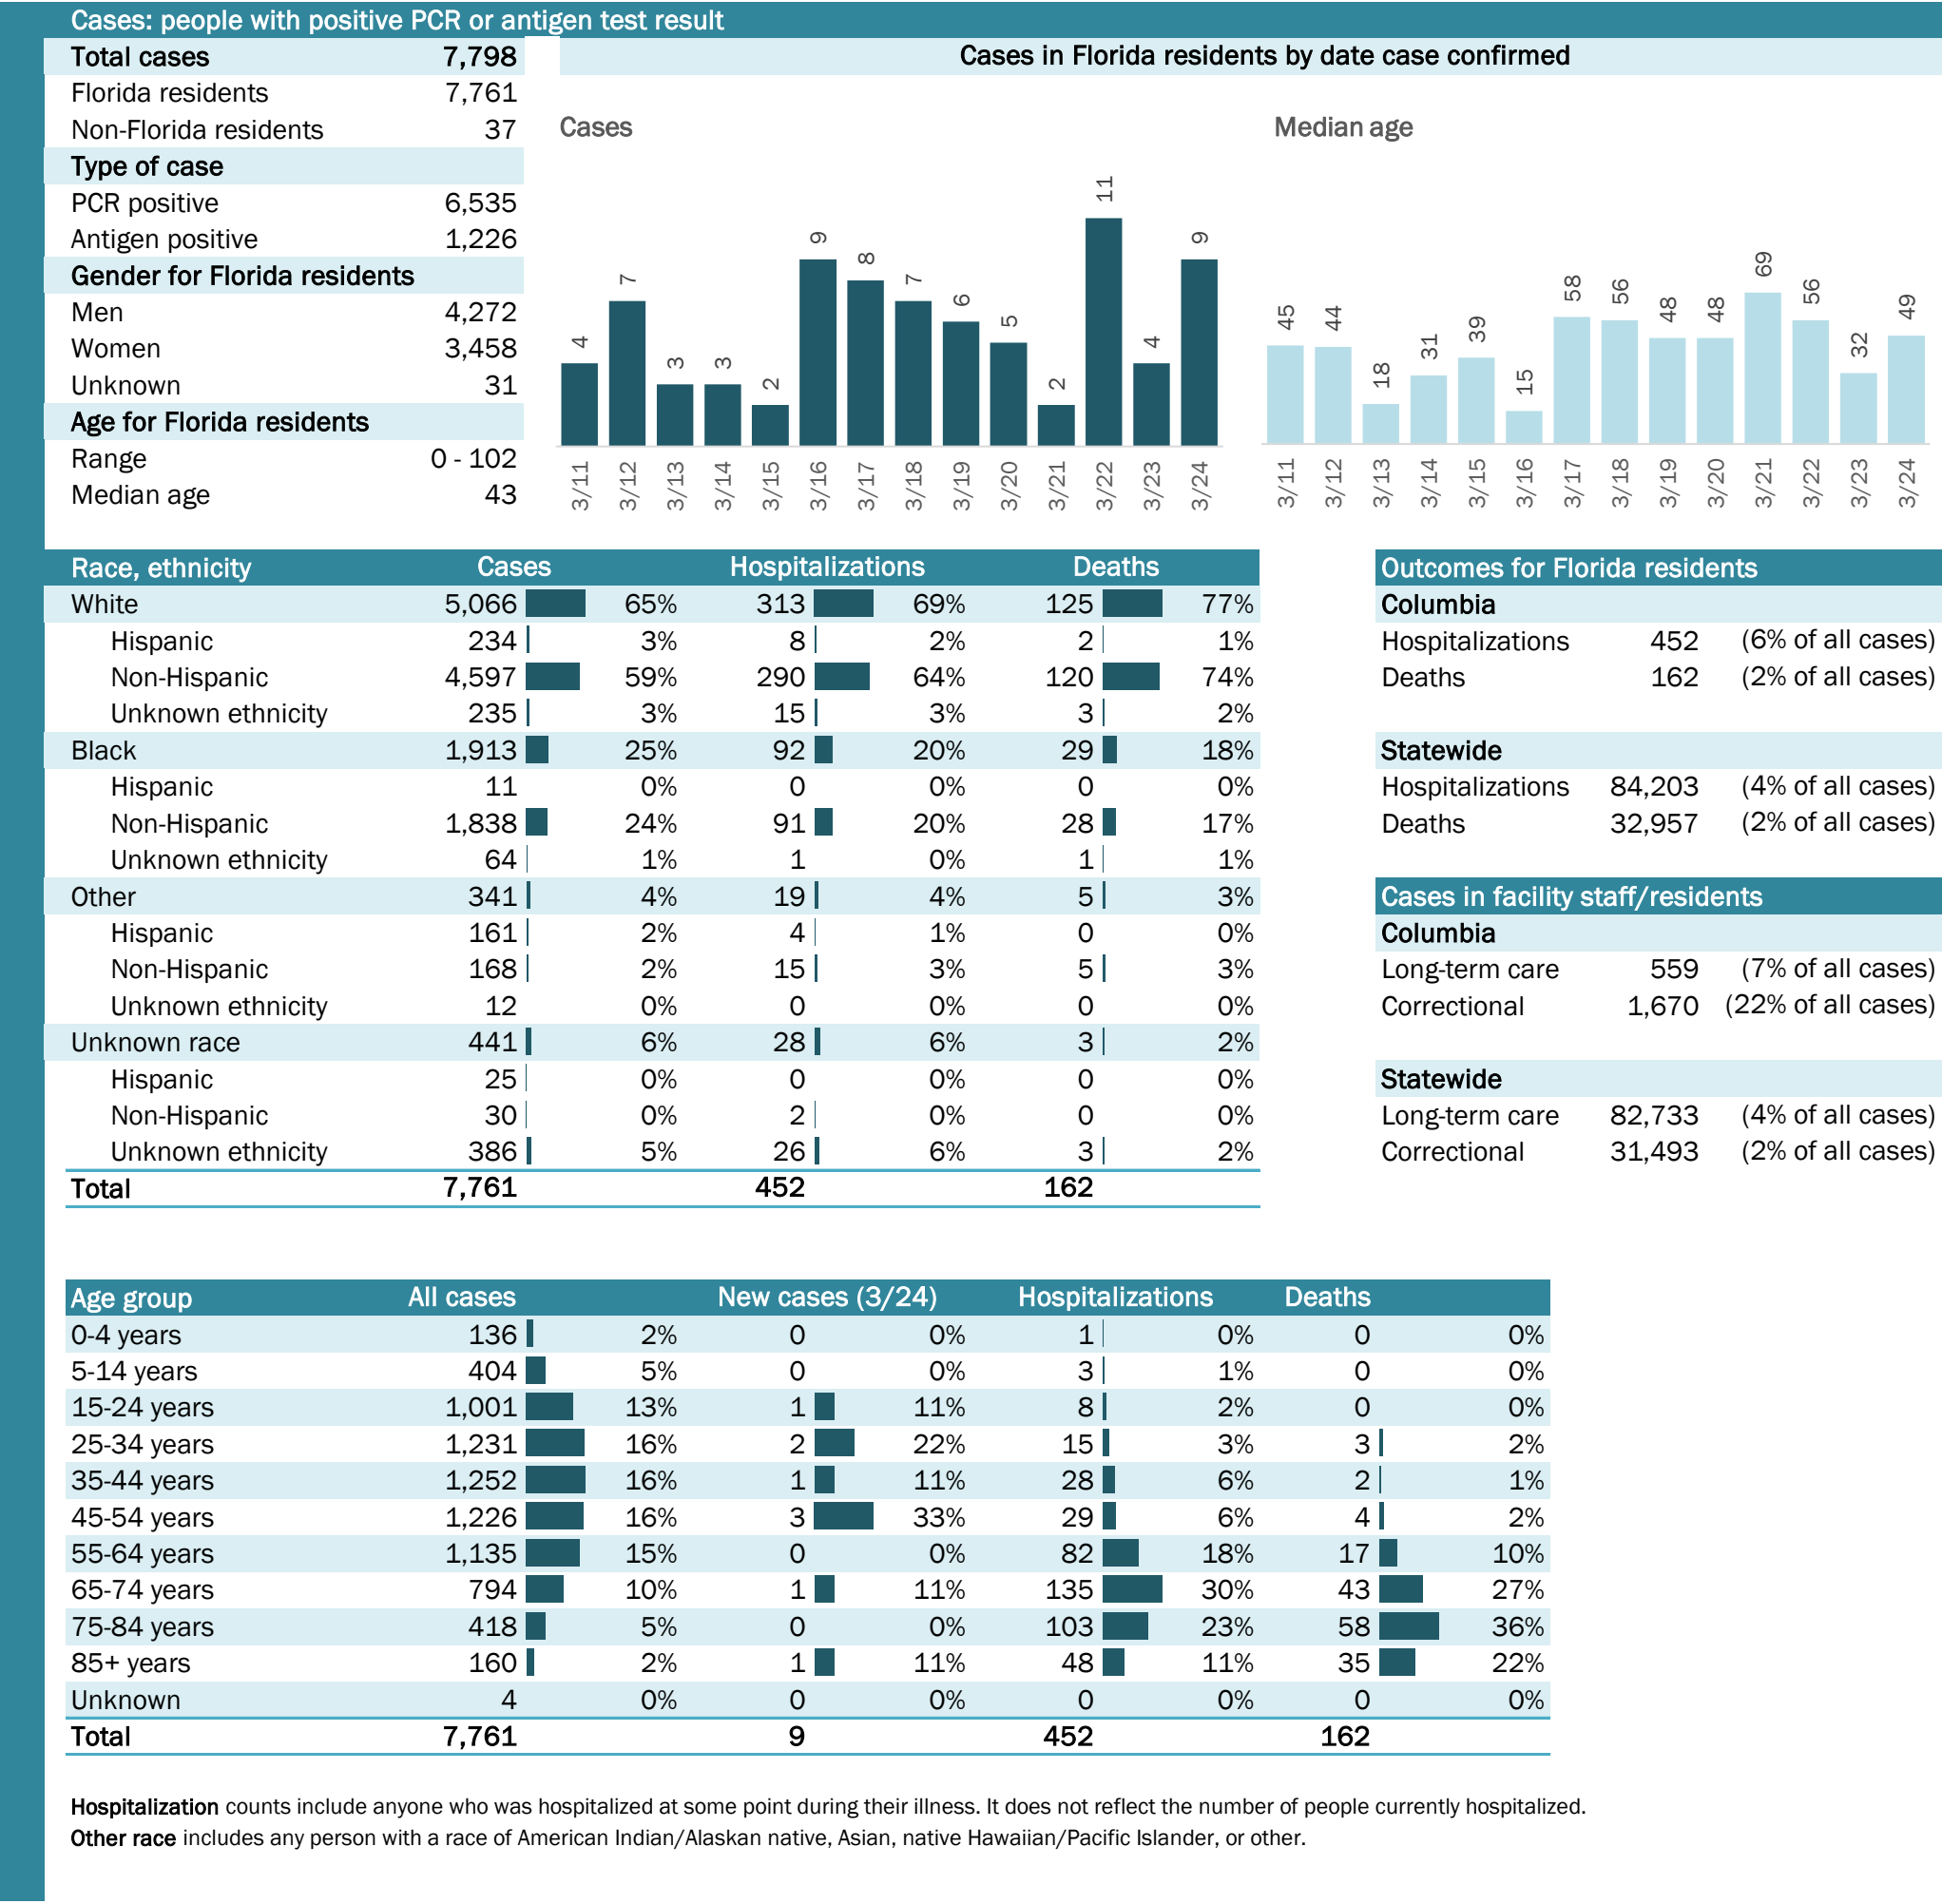 Cases: people with positive PCR or antigen test result
Total cases 7,798
Florida residents 7,761
Non-Florida residents 37
Type of case
PCR positive 6,535
Antigen positive 1,226
Gender for Florida residents
Men 4,272
Women 3,458
Unknown 31
Age for Florida residents
Range 0 - 102
Median age 43
Cases in Florida residents by date case confirmed
Cases
4 7 3 3 2 9 8 7 6 5 2 11 4 9
3/11 3/12 3/13 3/14 3/15 3/16 3/17 3/18 3/19 3/20 3/21 3/22 3/23 3/24
Median age
45 44 18 31 39 15 58 56 48 48 69 56 32 49
3/11 3/12 3/13 3/14 3/15 3/16 3/17 3/18 3/19 3/20 3/21 3/22 3/23 3/24
Race, ethnicity Cases Hospitalizations Deaths
White 5,066 65% 313 69% 125 77%
Hispanic 234 3% 8 2% 2 1%
Non-Hispanic 4,597 59% 290 64% 120 74%
Unknown ethnicity 235 3% 15 3% 3 2%
Black 1,913 25% 92 20% 29 18%
Hispanic 11 0% 0 0% 0 0%
Non-Hispanic 1,838 24% 91 20% 28 17%
Unknown ethnicity 64 1% 1 0% 1 1%
Other 341 4% 19 4% 5 3%
Hispanic 161 2% 4 1% 0 0%
Non-Hispanic 168 2% 15 3% 5 3%
Unknown ethnicity 12 0% 0 0% 0 0%
Unknown race 441 6% 28 6% 3 2%
Hispanic 25 0% 0 0% 0 0%
Non-Hispanic 30 0% 2 0% 0 0%
Unknown ethnicity 386 5% 26 6% 3 2%
Total 7,761 452 162
Outcomes for Florida residents
Columbia
Hospitalizations 452 (6% of all cases)
Deaths 162 (2% of all cases)
Statewide
Hospitalizations 84,203 (4% of all cases)
Deaths 32,957 (2% of all cases)
Cases in facility staff/residents
Columbia
Long-term care 559 (7% of all cases)
Correctional 1,670 (22% of all cases)
Statewide
Long-term care 82,733 (4% of all cases)
Correctional 31,493 (2% of all cases)
Age group All cases New cases (3/24) Hospitalizations Deaths
0-4 years 136 2% 0 0% 1 0% 0 0%
5-14 years 404 5% 0 0% 3 1% 0 0%
15-24 years 1,001 13% 1 11% 8 2% 0 0%
25-34 years 1,231 16% 2 22% 15 3% 3 2%
35-44 years 1,252 16% 1 11% 28 6% 2 1%
45-54 years 1,226 16% 3 33% 29 6% 4 2%
55-64 years 1,135 15% 0 0% 82 18% 17 10%
65-74 years 794 10% 1 11% 135 30% 43 27%
75-84 years 418 5% 0 0% 103 23% 58 36%
85+ years 160 2% 1 11% 48 11% 35 22%
Unknown 4 0% 0 0% 0 0% 0 0%
Total 7,761 9 452 162
Hospitalization counts include anyone who was hospitalized at some point during their illness. It does not reflect the number of people currently hospitalized.
Other race includes any person with a race of American Indian/Alaskan native, Asian, native Hawaiian/Pacific Islander, or other.